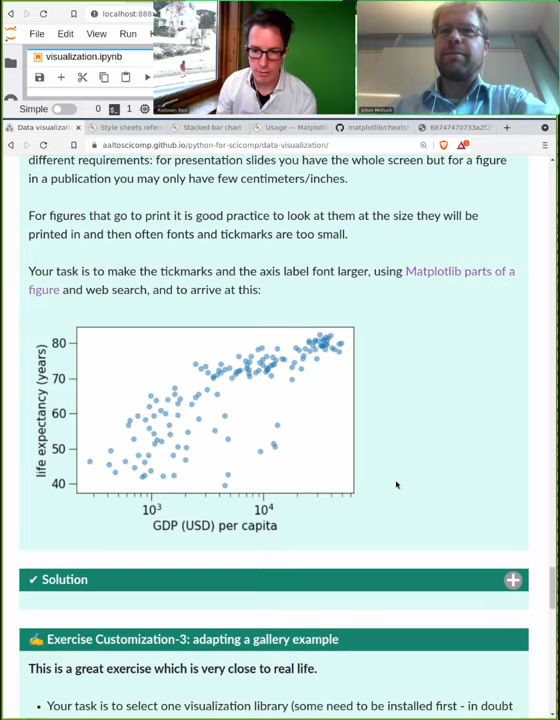 localhost:888
File Edit View Run
visualization.ipynb
Simple 0 1
Data visualizati
Style sheets refere
Stacked bar chart
Usage — Matplotli
matplotlib/cheatsh
68747470733a2f2
aaltoscicomp.github.io/python-for-scicomp/data-visualization/
different requirements: for presentation slides you have the whole screen but for a figure
in a publication you may only have few centimeters/inches.
For figures that go to print it is good practice to look at them at the size they will be
printed in and then often fonts and tickmarks are too small.
Your task is to make the tickmarks and the axis label font larger, using Matplotlib parts of a
figure and web search, and to arrive at this:
life expectancy (years)
80
70
60
50
40
10³ 10⁴
GDP (USD) per capita
✔ Solution
✍ Exercise Customization-3: adapting a gallery example
This is a great exercise which is very close to real life.
• Your task is to select one visualization library (some need to be installed first - in doubt